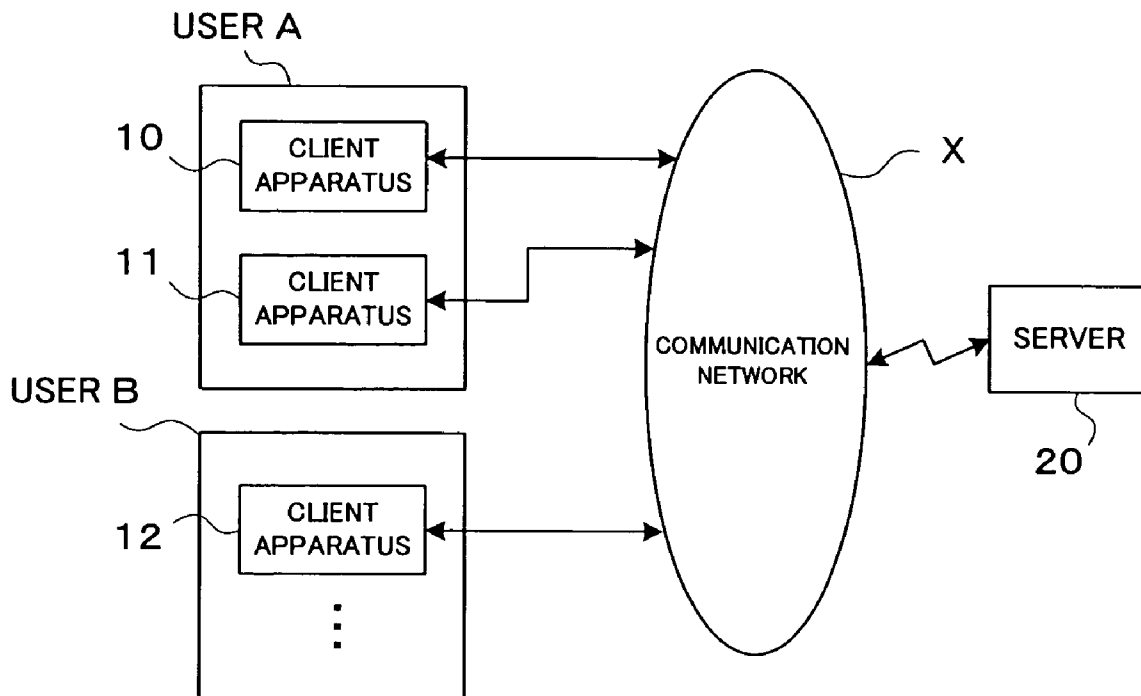 USER A
10
CLIENT
APPARATUS
X
11
CLIENT
APPARATUS
COMMUNICATION
NETWORK
SERVER
20
USER B
12
CLIENT
APPARATUS